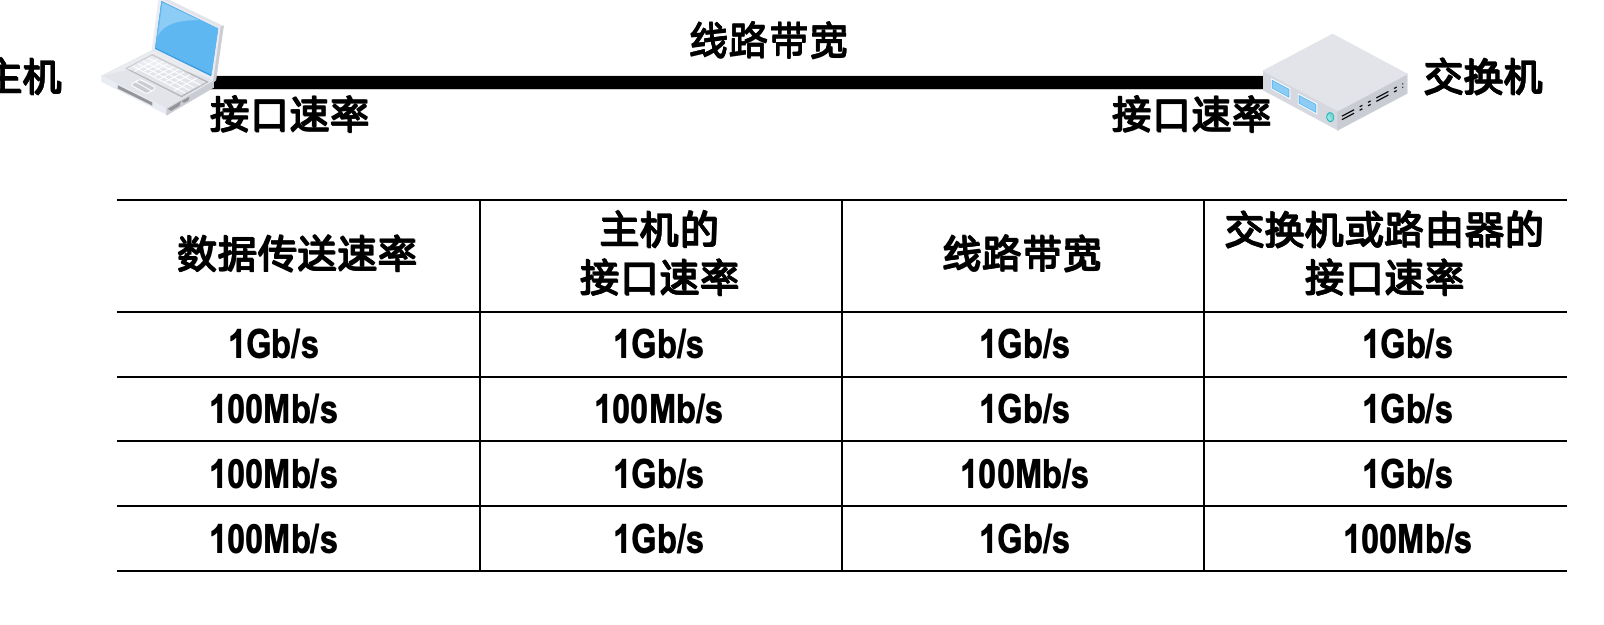 线路带宽
主机
交换机
接口速率
接口速率
数据传送速率
主机的
接口速率
线路带宽
交换机或路由器的
接口速率
1Gb/s 1Gb/s 1Gb/s 1Gb/s
100Mb/s 100Mb/s 1Gb/s 1Gb/s
100Mb/s 1Gb/s 100Mb/s 1Gb/s
100Mb/s 1Gb/s 1Gb/s 100Mb/s